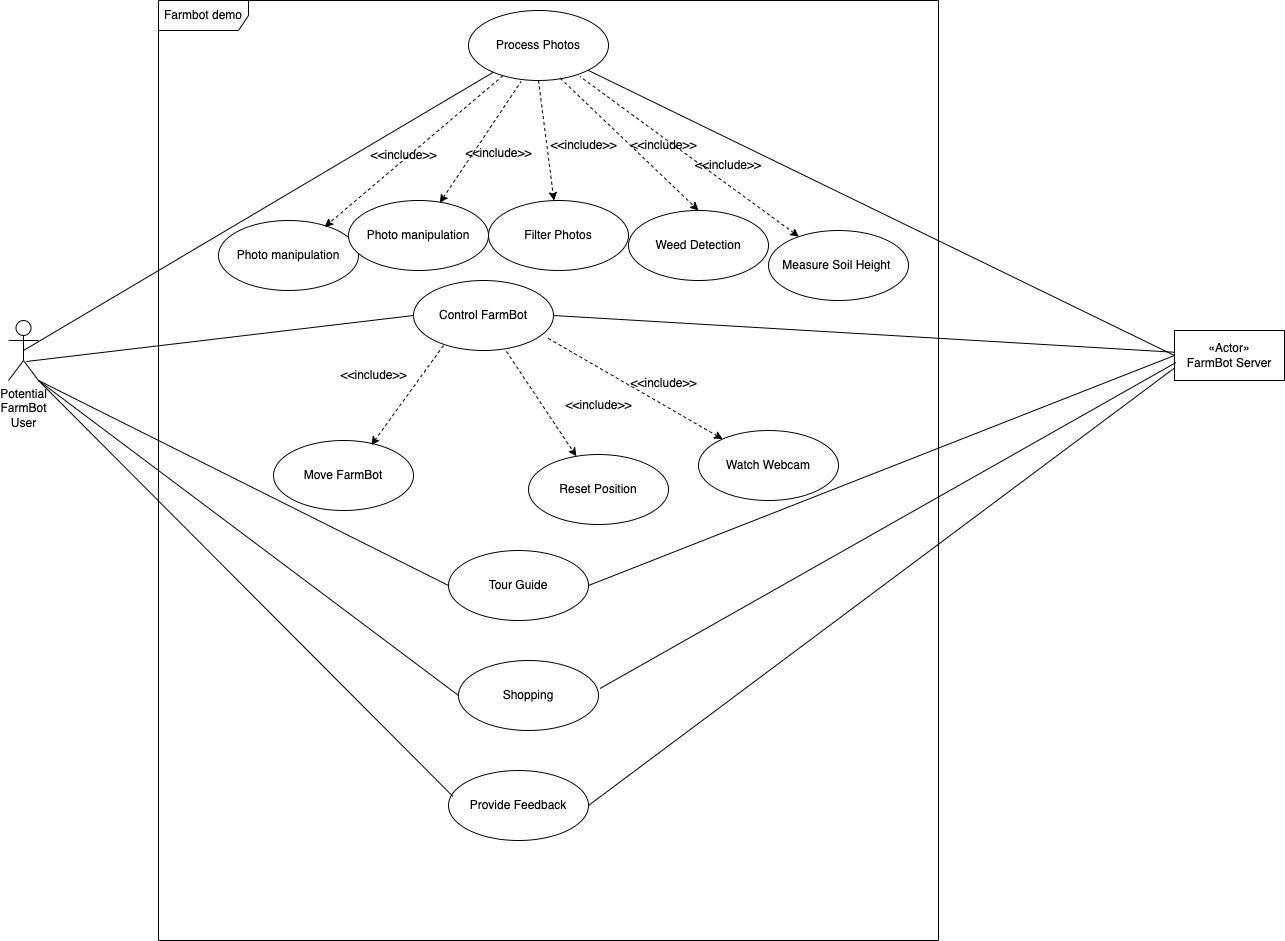 Farmbot demo
Process Photos
<<include>>
<<include>>
<<include>>
<<include>>
<<include>>
Photo manipulation
Photo manipulation
Filter Photos
Weed Detection
Measure Soil Height
Control FarmBot
Potential
FarmBot
User
«Actor»
FarmBot Server
<<include>>
<<include>>
<<include>>
Move FarmBot
Reset Position
Watch Webcam
Tour Guide
Shopping
Provide Feedback